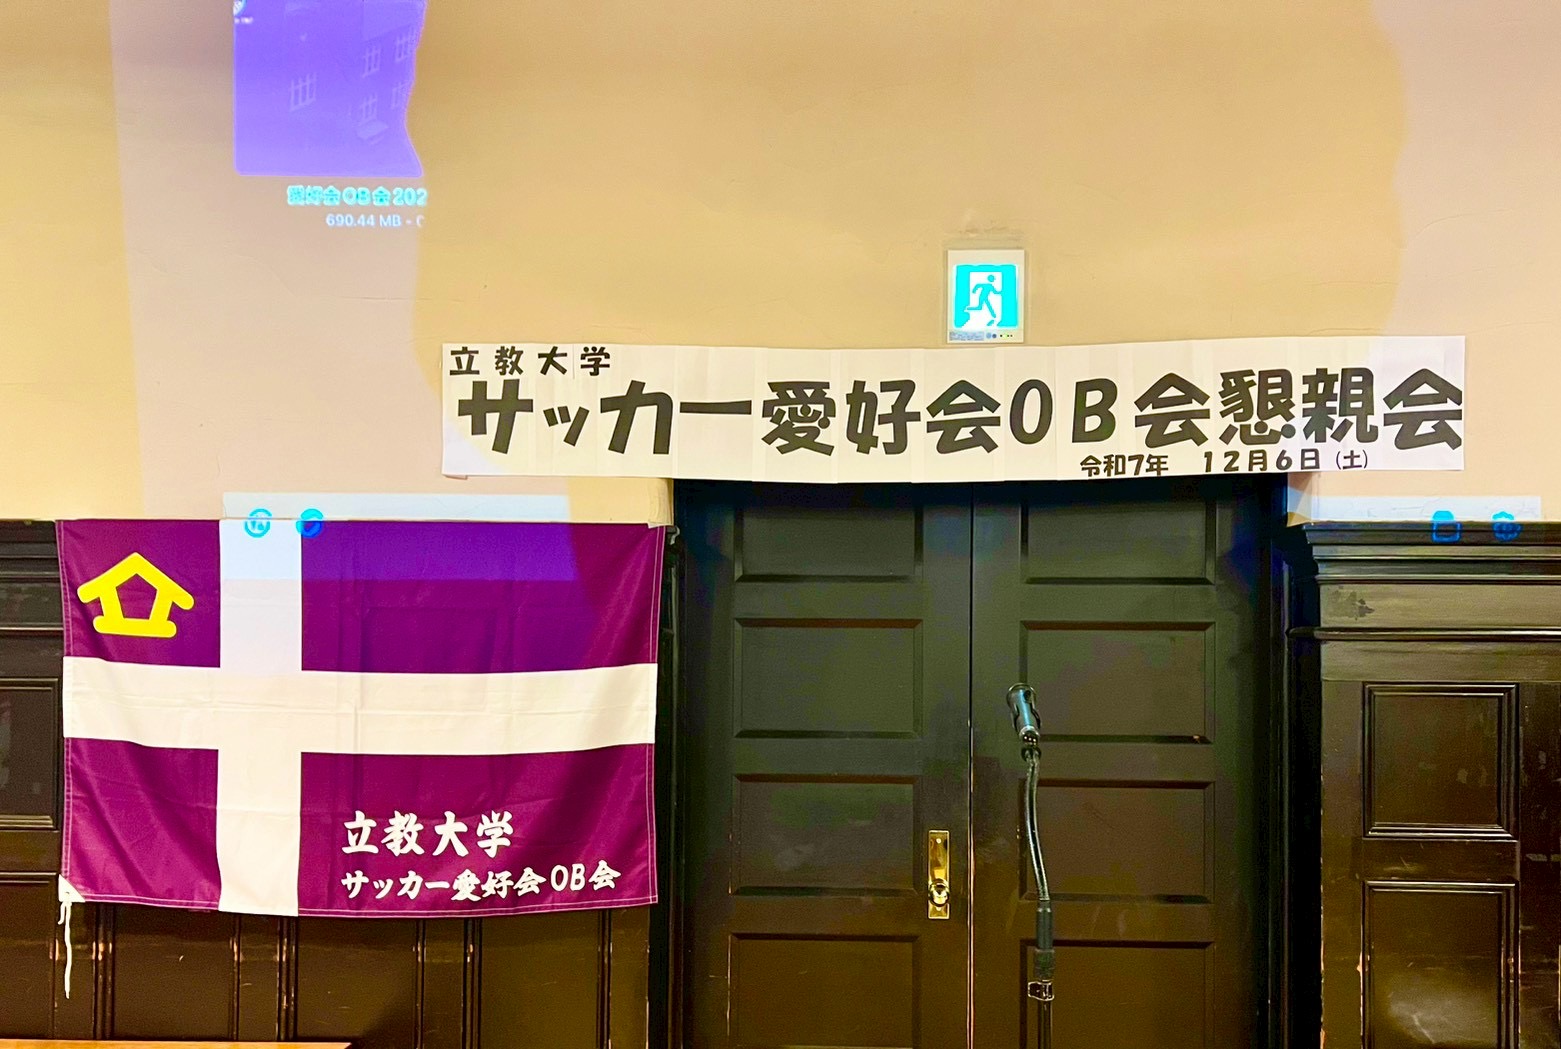 愛好会OB会202
690.44 MB
立教大学
サッカー愛好会OB会懇親会
令和7年 12月6日(土)
立教大学
サッカー愛好会OB会